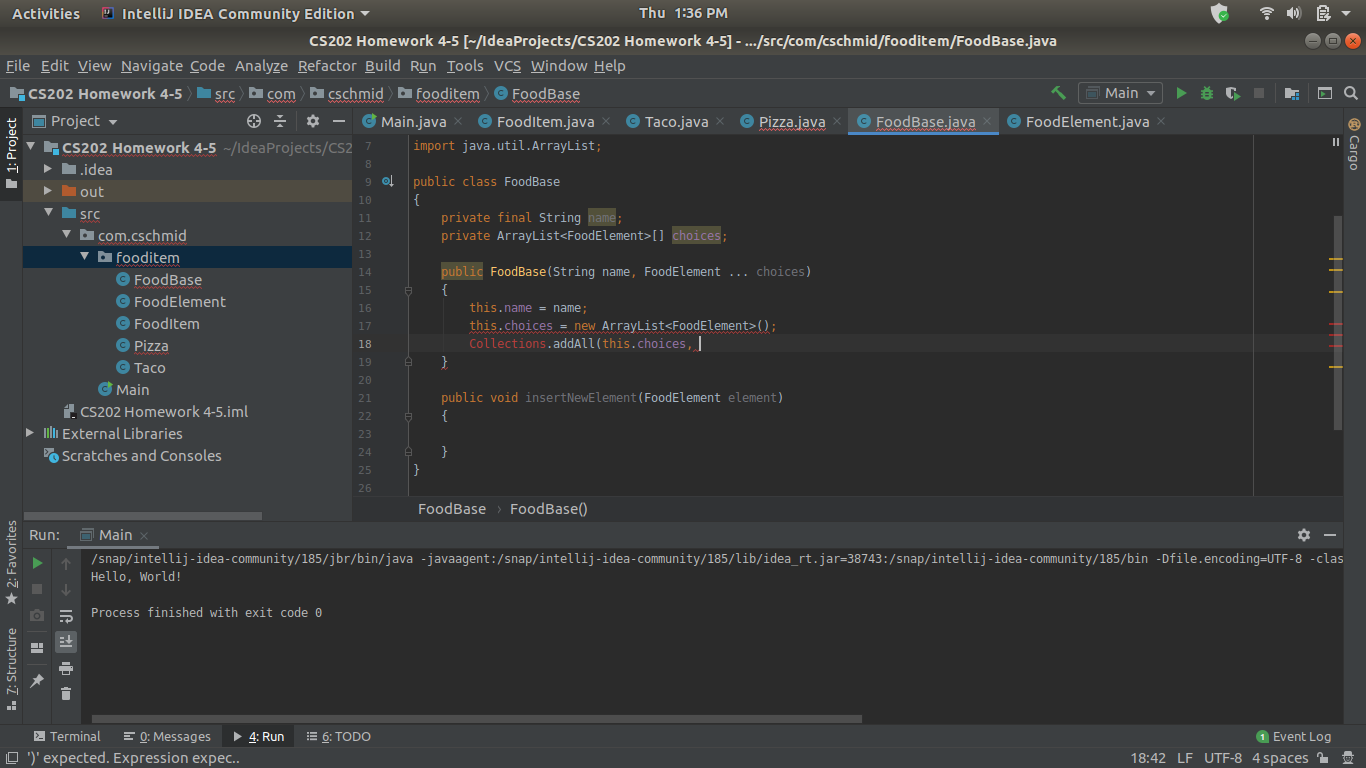 Activities IntelliJ IDEA Community Edition Thu 1:36 PM
CS202 Homework 4-5 [~/IdeaProjects/CS202 Homework 4-5] - .../src/com/cschmid/fooditem/FoodBase.java
File Edit View Navigate Code Analyze Refactor Build Run Tools VCS Window Help
CS202 Homework 4-5 src com cschmid fooditem FoodBase Main
Project Main.java FoodItem.java Taco.java Pizza.java FoodBase.java FoodElement.java
1: Project
Cargo
CS202 Homework 4-5 ~/IdeaProjects/CS2
.idea
out
src
com.cschmid
fooditem
FoodBase
FoodElement
FoodItem
Pizza
Taco
Main
CS202 Homework 4-5.iml
External Libraries
Scratches and Consoles
7 import java.util.ArrayList;
8
9 public class FoodBase
10 {
11 private final String name;
12 private ArrayList<FoodElement>[] choices;
13
14 public FoodBase(String name, FoodElement ... choices)
15 {
16 this.name = name;
17 this.choices = new ArrayList<FoodElement>();
18 Collections.addAll(this.choices,
19 }
20
21 public void insertNewElement(FoodElement element)
22 {
23
24 }
25 }
26
FoodBase › FoodBase()
2: Favorites
7: Structure
Run: Main
/snap/intellij-idea-community/185/jbr/bin/java -javaagent:/snap/intellij-idea-community/185/lib/idea_rt.jar=38743:/snap/intellij-idea-community/185/bin -Dfile.encoding=UTF-8 -clas
Hello, World!
Process finished with exit code 0
Terminal 0: Messages 4: Run 6: TODO 1 Event Log
')' expected. Expression expec.. 18:42 LF UTF-8 4 spaces